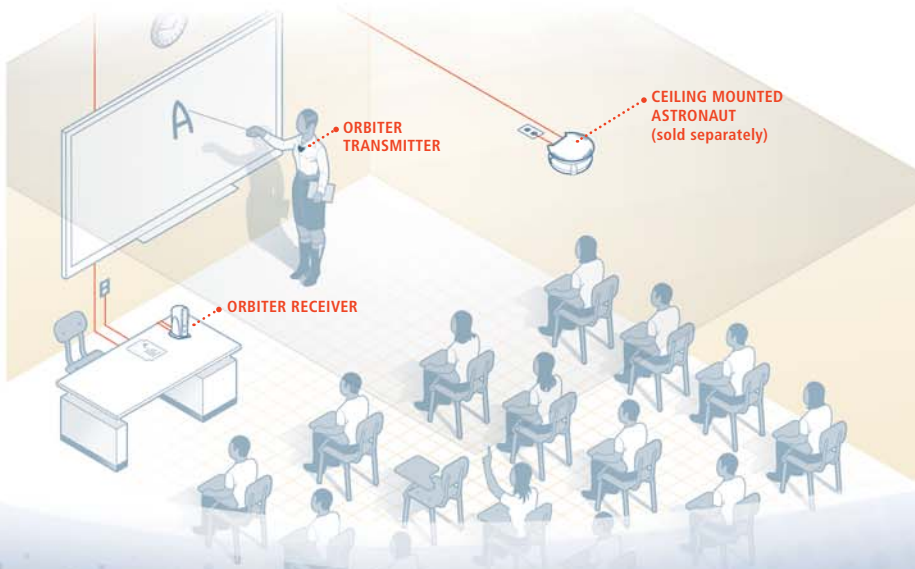 A
ORBITER
TRANSMITTER
CEILING MOUNTED
ASTRONAUT
(sold separately)
ORBITER RECEIVER